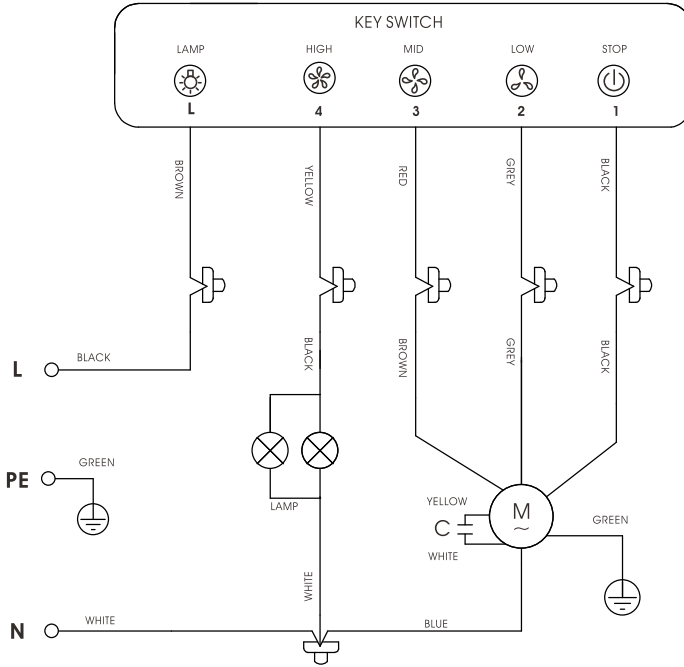 KEY SWITCH
LAMP HIGH MID LOW STOP
L 4 3 2 1
BROWN YELLOW RED GREY BLACK
BLACK BROWN GREY BLACK
L BLACK
PE GREEN
LAMP
YELLOW
C
WHITE
M
~
GREEN
WHITE
N WHITE BLUE